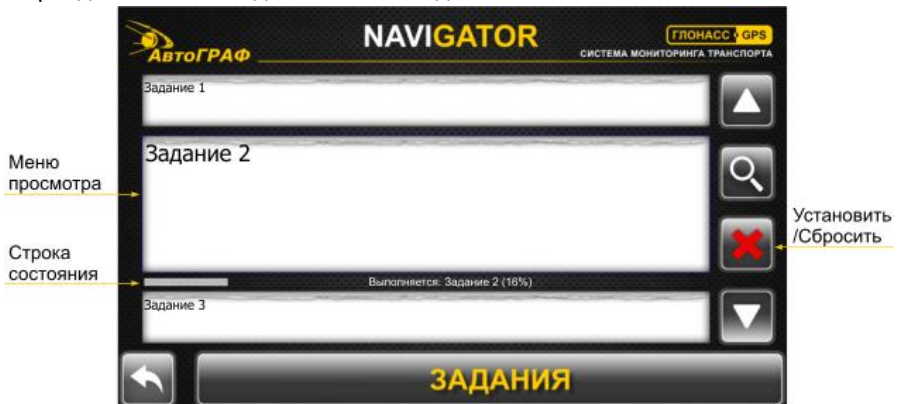 NAVIGATOR
АвтоГРАФ
ГЛОНАСС GPS
СИСТЕМА МОНИТОРИНГА ТРАНСПОРТА
Задание 1
Задание 2
Меню
просмотра
Установить
/Сбросить
Строка
состояния
Выполняется: Задание 2 (16%)
Задание 3
ЗАДАНИЯ